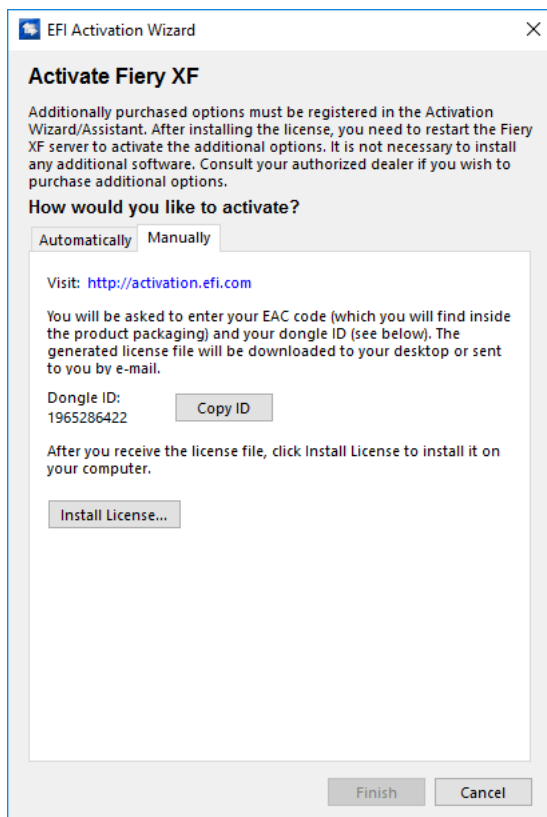 EFI Activation Wizard
Activate Fiery XF
Additionally purchased options must be registered in the Activation
Wizard/Assistant. After installing the license, you need to restart the Fiery
XF server to activate the additional options. It is not necessary to install
any additional software. Consult your authorized dealer if you wish to
purchase additional options.
How would you like to activate?
Automatically Manually
Visit: http://activation.efi.com
You will be asked to enter your EAC code (which you will find inside
the product packaging) and your dongle ID (see below). The
generated license file will be downloaded to your desktop or sent
to you by e-mail.
Dongle ID:
1965286422
Copy ID
After you receive the license file, click Install License to install it on
your computer.
Install License...
Finish Cancel